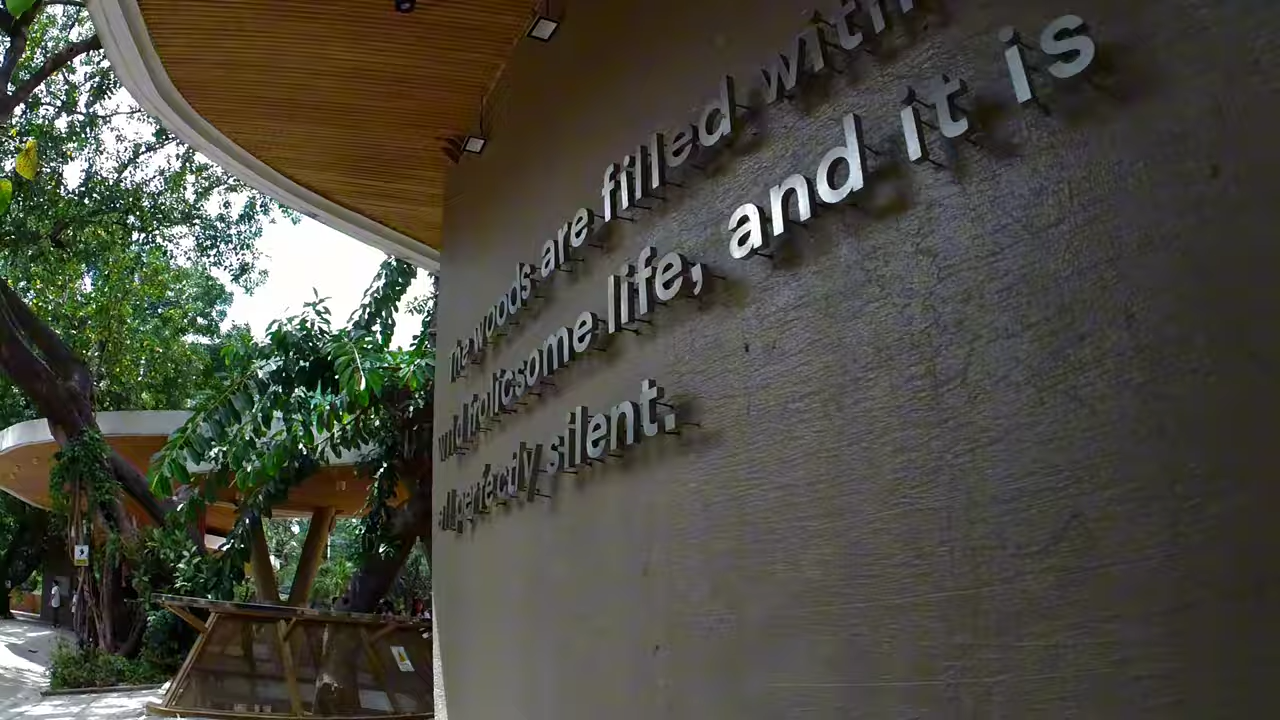 The woods are filled with
wild frolicsome life, and it is
all perfectly silent.